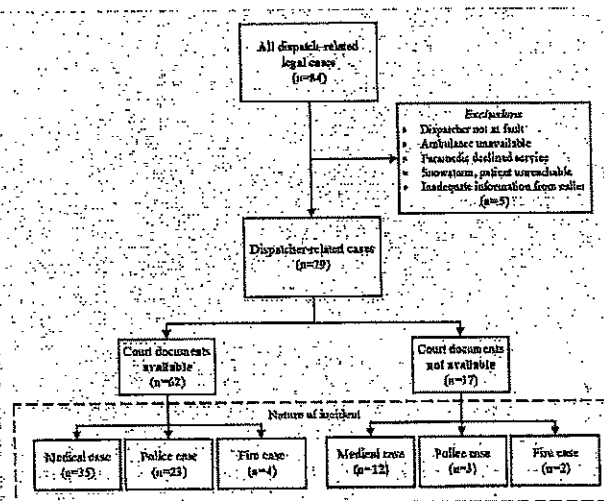 All dispatch-related
legal cases
(n=84)
Exclusions
Dispatcher not at fault
Ambulance unavailable
Paramedic declined service
Snowstorm, patient unreachable
Inadequate information from caller
(n=5)
Dispatcher-related cases
(n=79)
Court documents
available
(n=62)
Court documents
not available
(n=17)
Nature of incident
Medical case
(n=35)
Police case
(n=23)
Fire case
(n=4)
Medical case
(n=12)
Police case
(n=3)
Fire case
(n=2)